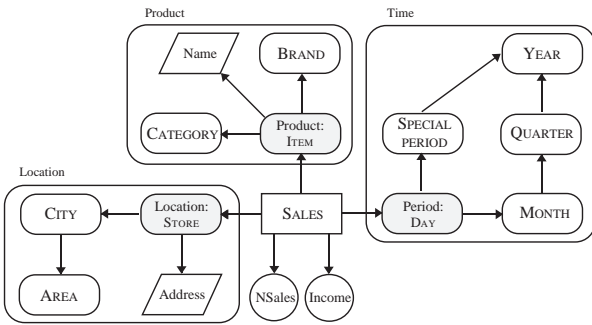 Product
Time
Name
BRAND
YEAR
CATEGORY
Product:
ITEM
SPECIAL
PERIOD
QUARTER
Location
CITY
Location:
STORE
SALES
Period:
DAY
MONTH
AREA
Address
NSales
Income